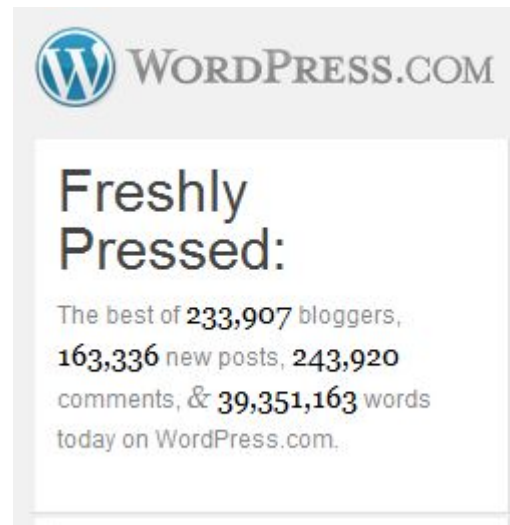 WORDPRESS.COM
Freshly
Pressed:
The best of 233,907 bloggers,
163,336 new posts, 243,920
comments, & 39,351,163 words
today on WordPress.com.